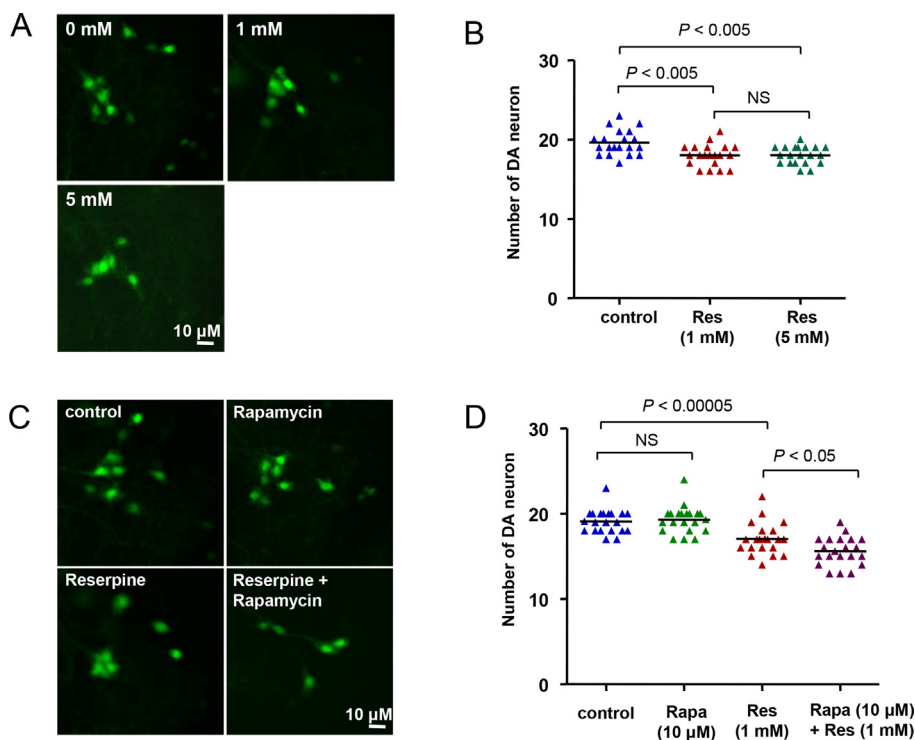 A
0 mM
1 mM
5 mM
10 µM
B
P < 0.005
P < 0.005
NS
Number of DA neuron
30
20
10
0
control
Res
(1 mM)
Res
(5 mM)
C
control
Rapamycin
Reserpine
Reserpine +
Rapamycin
10 µM
D
P < 0.00005
NS
P < 0.05
Number of DA neuron
30
20
10
0
control
Rapa
(10 µM)
Res
(1 mM)
Rapa (10 µM)
+ Res (1 mM)